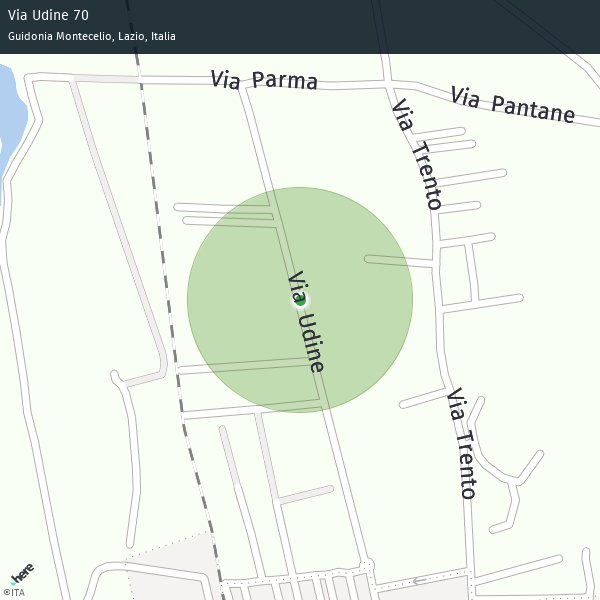 Via Udine 70
Guidonia Montecelio, Lazio, Italia
Via Parma
Via Pantane
Via Trento
Via Udine
Via Trento
here
©ITA